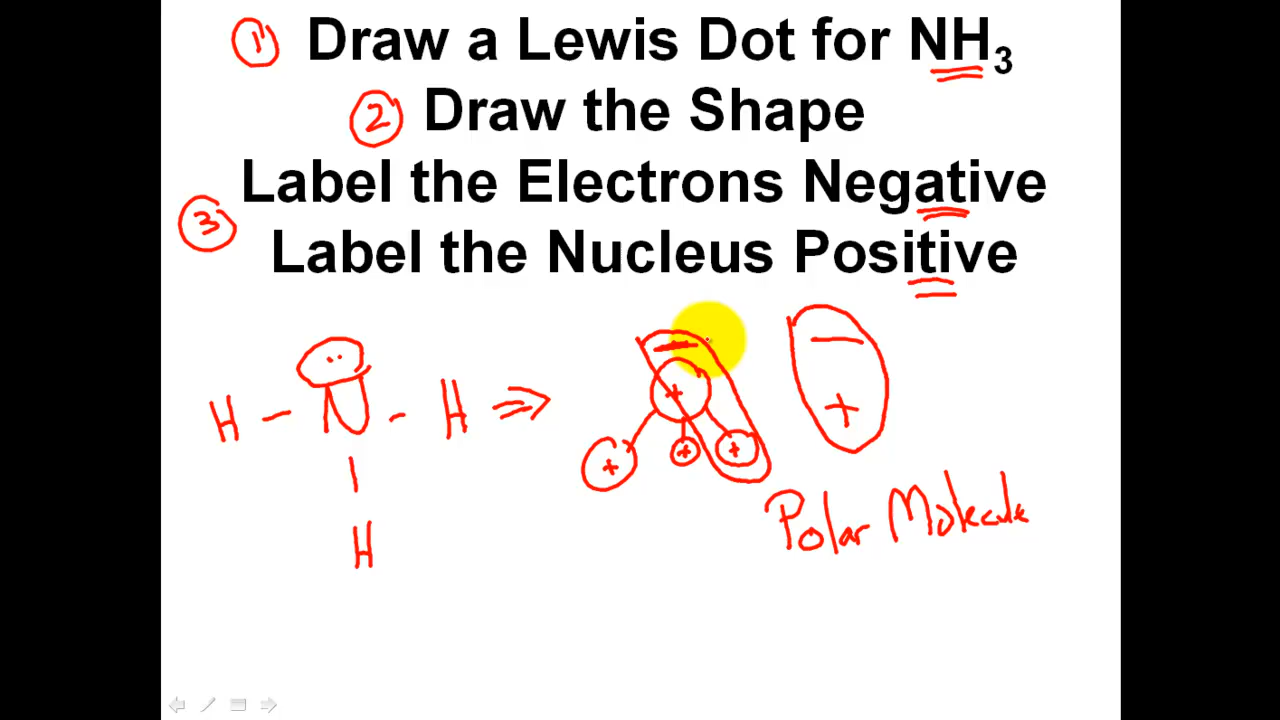 ① Draw a Lewis Dot for NH₃
② Draw the Shape
Label the Electrons Negative
③
Label the Nucleus Positive
−
−
H − N̈ − H ⇒
+
+
+ + +
|
H
Polar Molecule